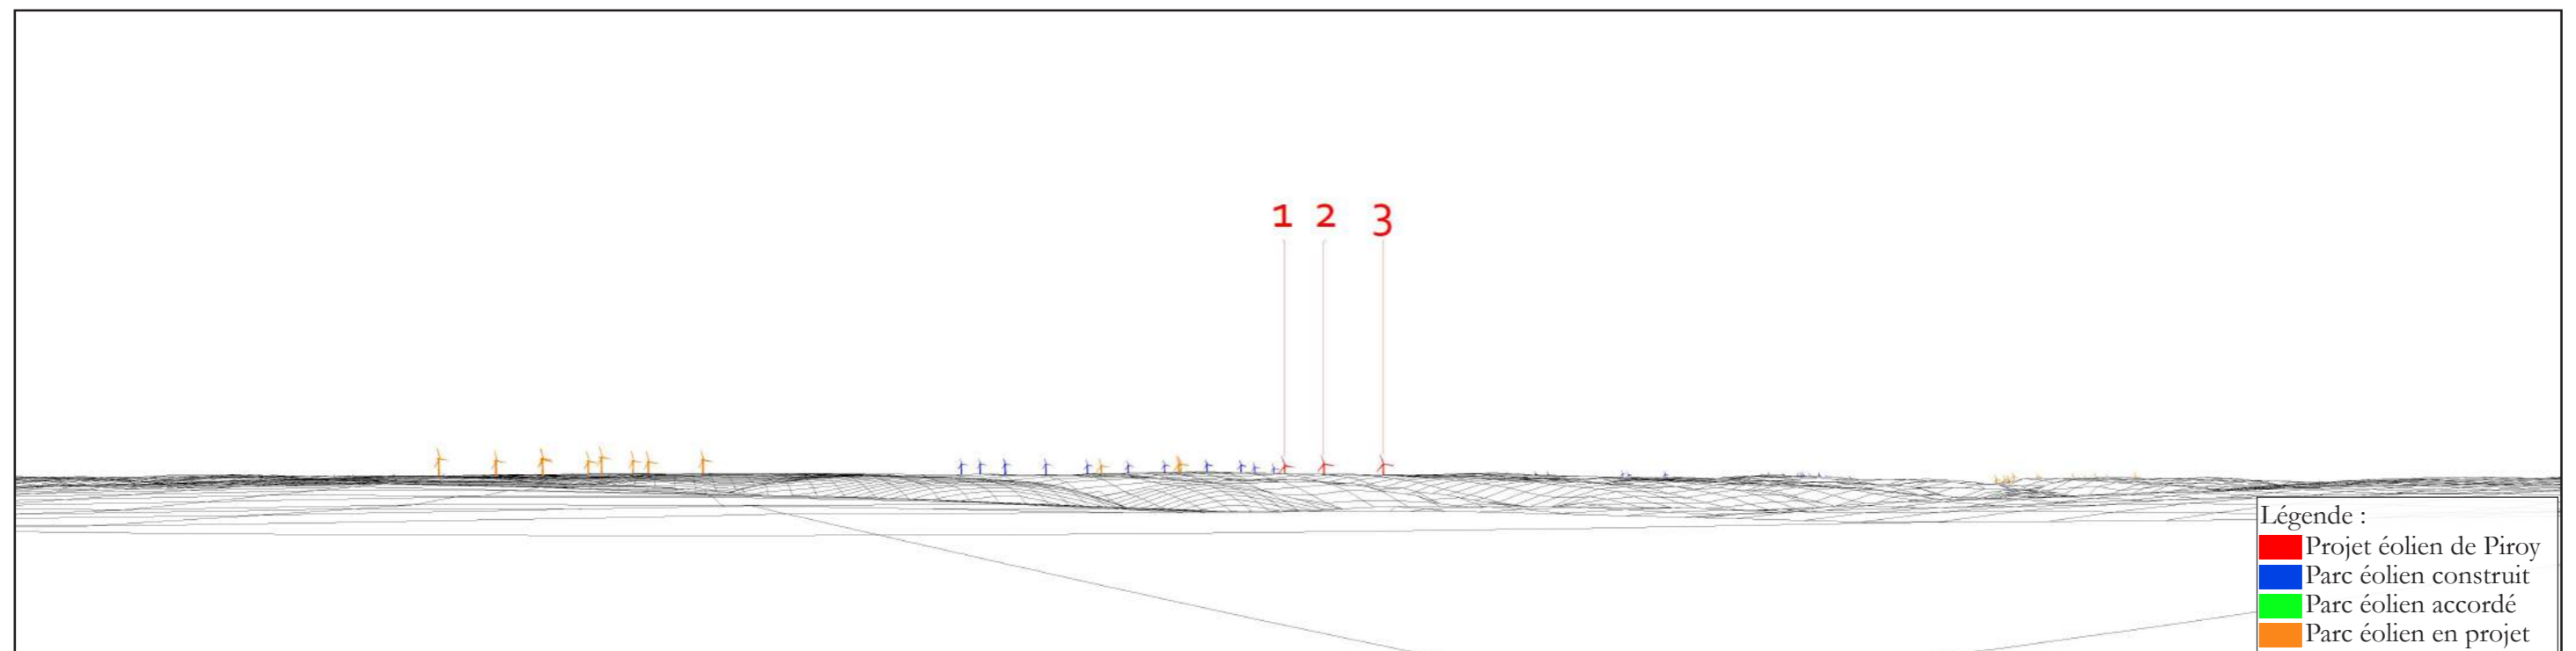 1 2 3
Légende :
Projet éolien de Piroy
Parc éolien construit
Parc éolien accordé
Parc éolien en projet